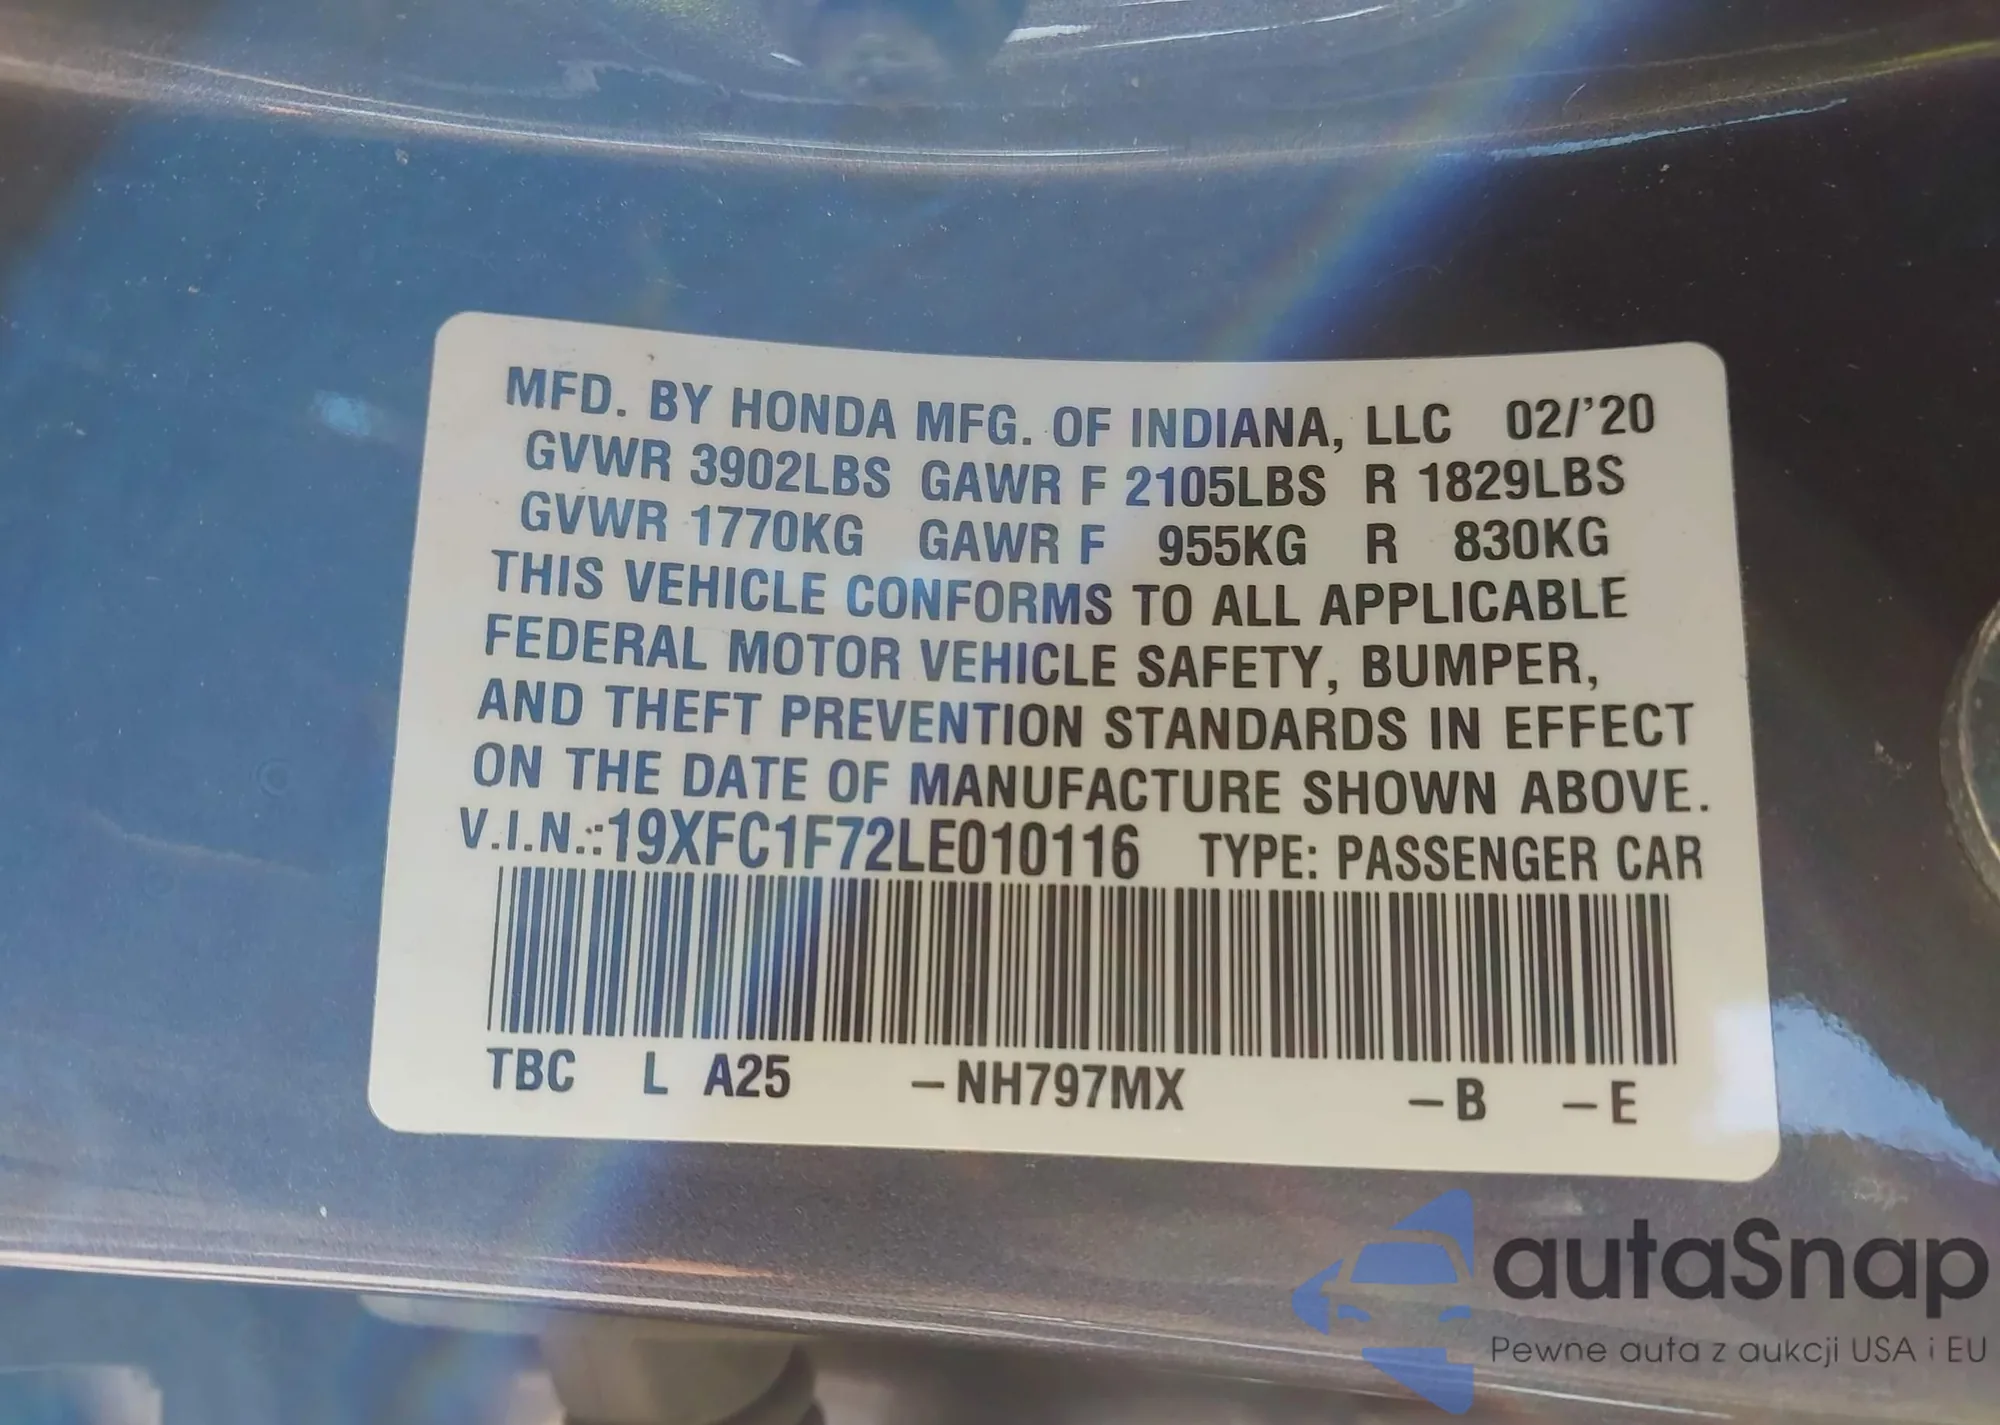 MFD. BY HONDA MFG. OF INDIANA, LLC 02/'20
GVWR 3902LBS GAWR F 2105LBS R 1829LBS
GVWR 1770KG GAWR F 955KG R 830KG
THIS VEHICLE CONFORMS TO ALL APPLICABLE
FEDERAL MOTOR VEHICLE SAFETY, BUMPER,
AND THEFT PREVENTION STANDARDS IN EFFECT
ON THE DATE OF MANUFACTURE SHOWN ABOVE.
V.I.N.:19XFC1F72LE010116 TYPE: PASSENGER CAR
TBC L A25 –NH797MX –B –E
autaSnap
Pewne auta z aukcji USA i EU